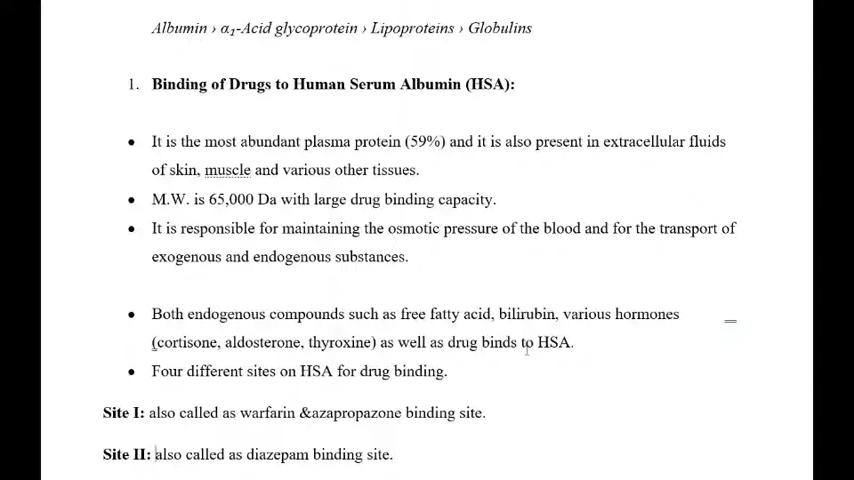 Albumin › α₁-Acid glycoprotein › Lipoproteins › Globulins
1. Binding of Drugs to Human Serum Albumin (HSA):
• It is the most abundant plasma protein (59%) and it is also present in extracellular fluids
of skin, muscle and various other tissues.
• M.W. is 65,000 Da with large drug binding capacity.
• It is responsible for maintaining the osmotic pressure of the blood and for the transport of
exogenous and endogenous substances.
• Both endogenous compounds such as free fatty acid, bilirubin, various hormones
(cortisone, aldosterone, thyroxine) as well as drug binds to HSA.
• Four different sites on HSA for drug binding.
Site I: also called as warfarin &azapropazone binding site.
Site II: also called as diazepam binding site.